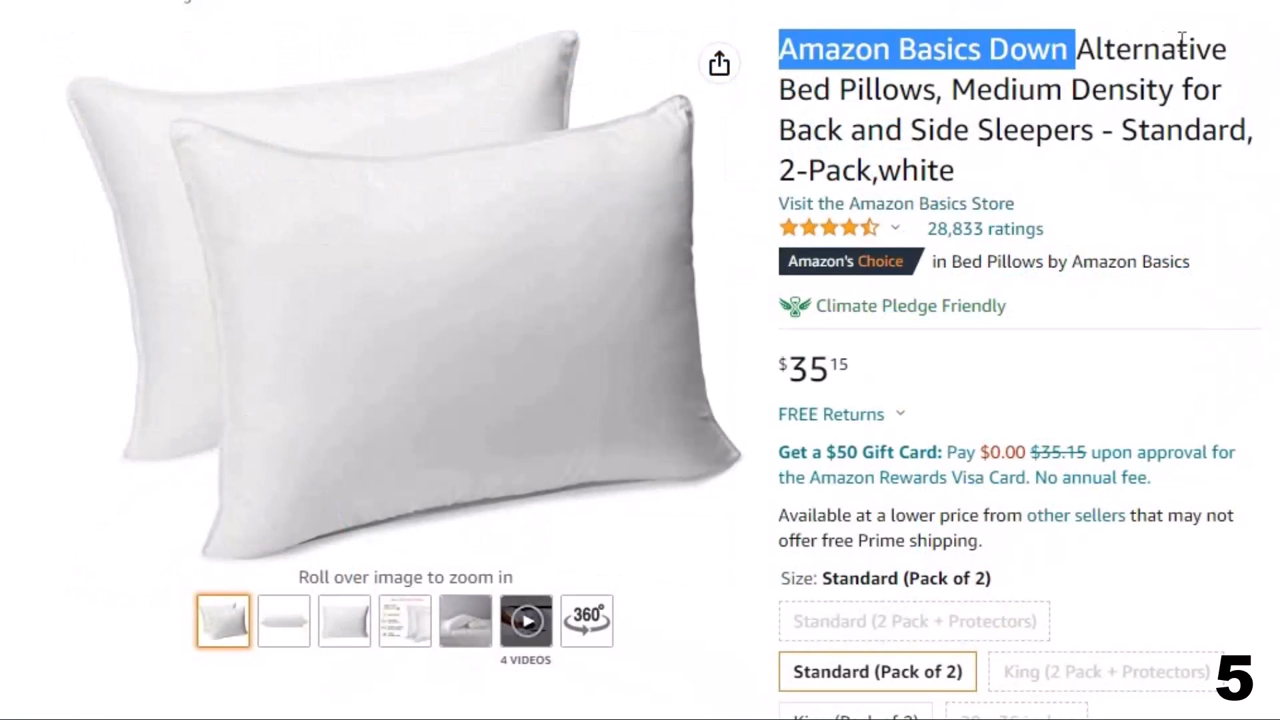 Amazon Basics Down Alternative
Bed Pillows, Medium Density for
Back and Side Sleepers - Standard,
2-Pack,white
Visit the Amazon Basics Store
28,833 ratings
Amazon's Choice in Bed Pillows by Amazon Basics
Climate Pledge Friendly
$35 15
FREE Returns
Get a $50 Gift Card: Pay $0.00 $35.15 upon approval for
the Amazon Rewards Visa Card. No annual fee.
Available at a lower price from other sellers that may not
offer free Prime shipping.
Size: Standard (Pack of 2)
Standard (2 Pack + Protectors)
Standard (Pack of 2) King (2 Pack + Protectors)
Roll over image to zoom in
360°
4 VIDEOS
5